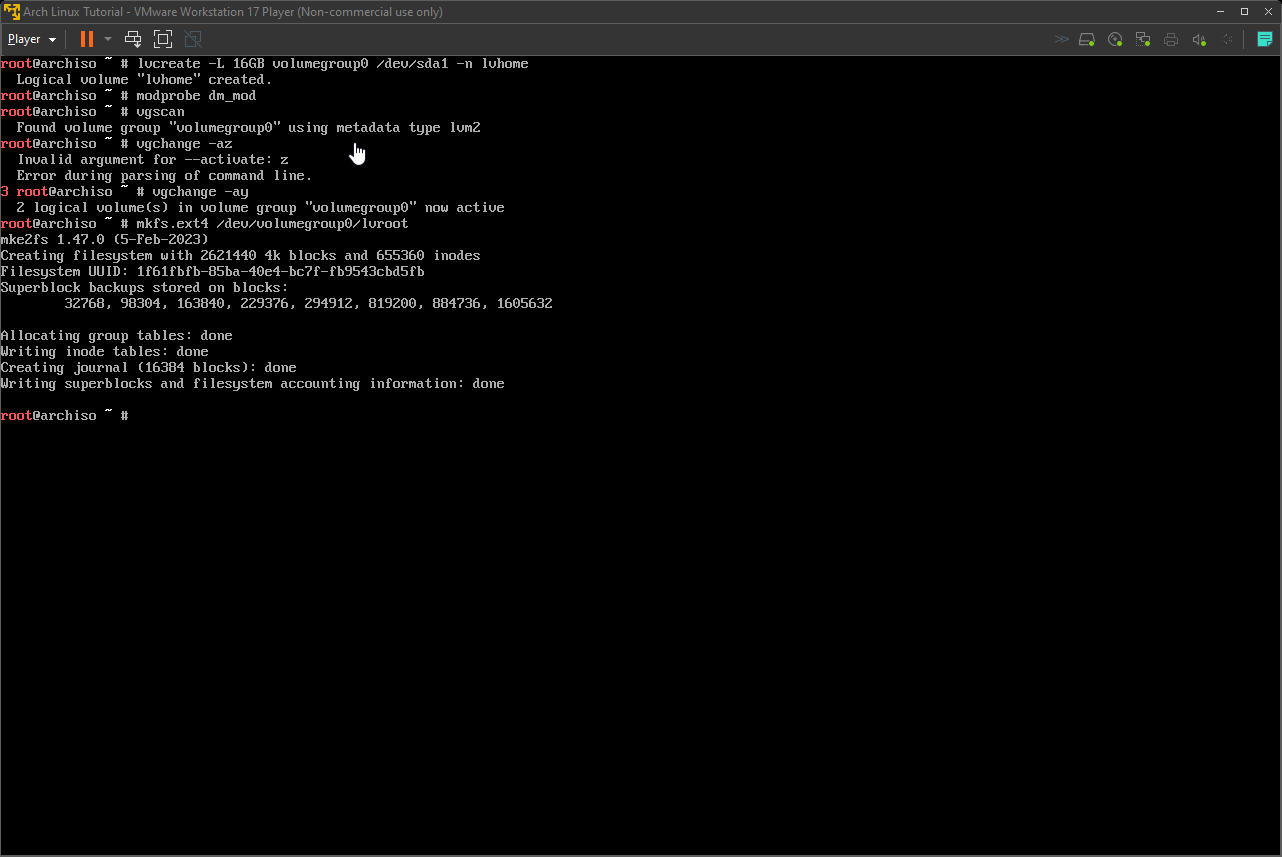 Arch Linux Tutorial - VMware Workstation 17 Player (Non-commercial use only)
Player
root@archiso ~ # lvcreate -L 16GB volumegroup0 /dev/sda1 -n lvhome
  Logical volume "lvhome" created.
root@archiso ~ # modprobe dm_mod
root@archiso ~ # vgscan
  Found volume group "volumegroup0" using metadata type lvm2
root@archiso ~ # vgchange -az
  Invalid argument for --activate: z
  Error during parsing of command line.
3 root@archiso ~ # vgchange -ay
  2 logical volume(s) in volume group "volumegroup0" now active
root@archiso ~ # mkfs.ext4 /dev/volumegroup0/lvroot
mke2fs 1.47.0 (5-Feb-2023)
Creating filesystem with 2621440 4k blocks and 655360 inodes
Filesystem UUID: 1f61fbfb-85ba-40e4-bc7f-fb9543cbd5fb
Superblock backups stored on blocks:
        32768, 98304, 163840, 229376, 294912, 819200, 884736, 1605632
Allocating group tables: done
Writing inode tables: done
Creating journal (16384 blocks): done
Writing superblocks and filesystem accounting information: done
root@archiso ~ #